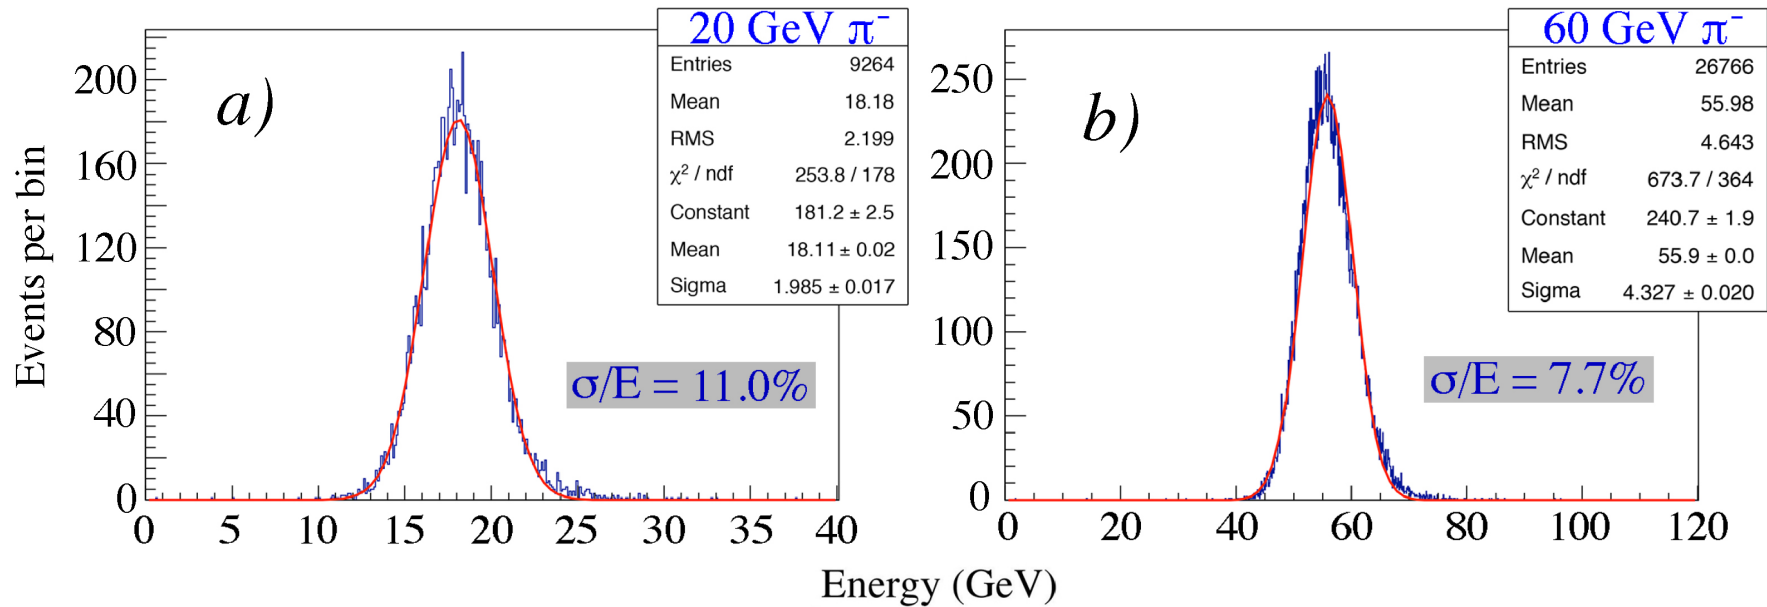 20 GeV π⁻
Entries 9264
Mean 18.18
RMS 2.199
χ² / ndf 253.8 / 178
Constant 181.2 ± 2.5
Mean 18.11 ± 0.02
Sigma 1.985 ± 0.017
a)
σ/E = 11.0%
Events per bin
200
160
120
80
40
0
0 5 10 15 20 25 30 35 40
60 GeV π⁻
Entries 26766
Mean 55.98
RMS 4.643
χ² / ndf 673.7 / 364
Constant 240.7 ± 1.9
Mean 55.9 ± 0.0
Sigma 4.327 ± 0.020
b)
σ/E = 7.7%
250
200
150
100
50
0
0 20 40 60 80 100 120
Energy (GeV)